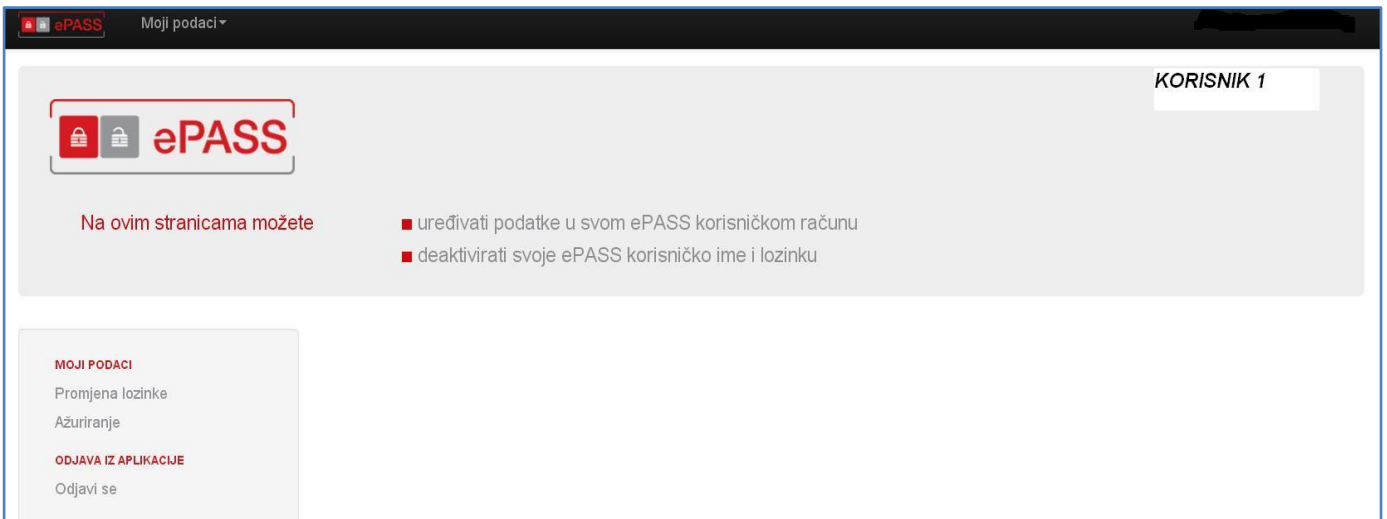 ePASS Moji podaci
KORISNIK 1
ePASS
Na ovim stranicama možete
uređivati podatke u svom ePASS korisničkom računu
deaktivirati svoje ePASS korisničko ime i lozinku
MOJI PODACI
Promjena lozinke
Ažuriranje
ODJAVA IZ APLIKACIJE
Odjavi se